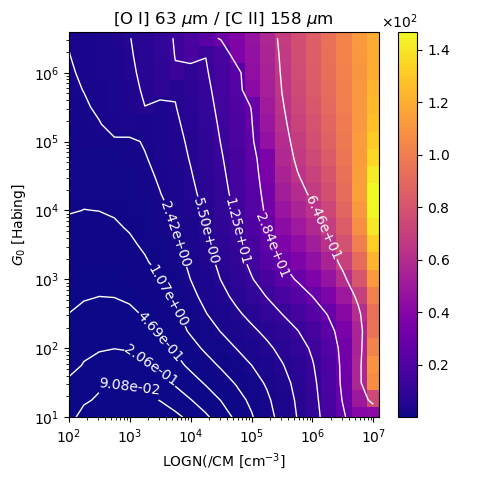 [O I] 63 μm / [C II] 158 μm
×10²
1.4
1.2
1.0
0.8
0.6
0.4
0.2
10⁶
10⁵
10⁴
10³
10²
10¹
G₀ [Habing]
2.42e+00
5.50e+00
1.25e+01
2.84e+01
6.46e+01
1.07e+00
4.69e-01
2.06e-01
9.08e-02
10² 10³ 10⁴ 10⁵ 10⁶ 10⁷
LOGN(/CM [cm⁻³]